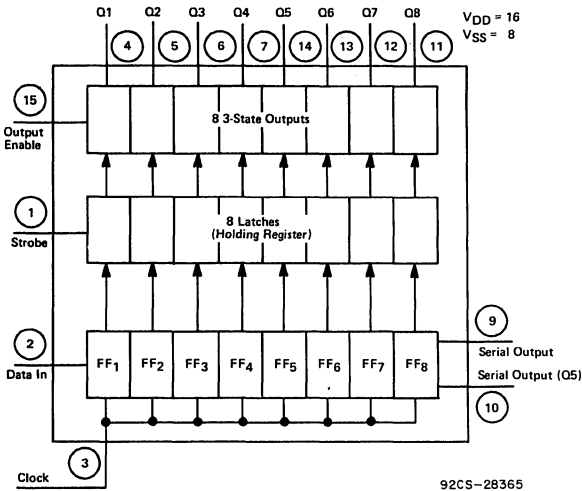 Q1 Q2 Q3 Q4 Q5 Q6 Q7 Q8
VDD = 16
VSS = 8
4 5 6 7 14 13 12 11
15
Output
Enable
8 3-State Outputs
1
Strobe
8 Latches
(Holding Register)
2
Data In
FF1 FF2 FF3 FF4 FF5 FF6 FF7 FF8
9
Serial Output
Serial Output (Q5)
10
3
Clock
92CS-28365